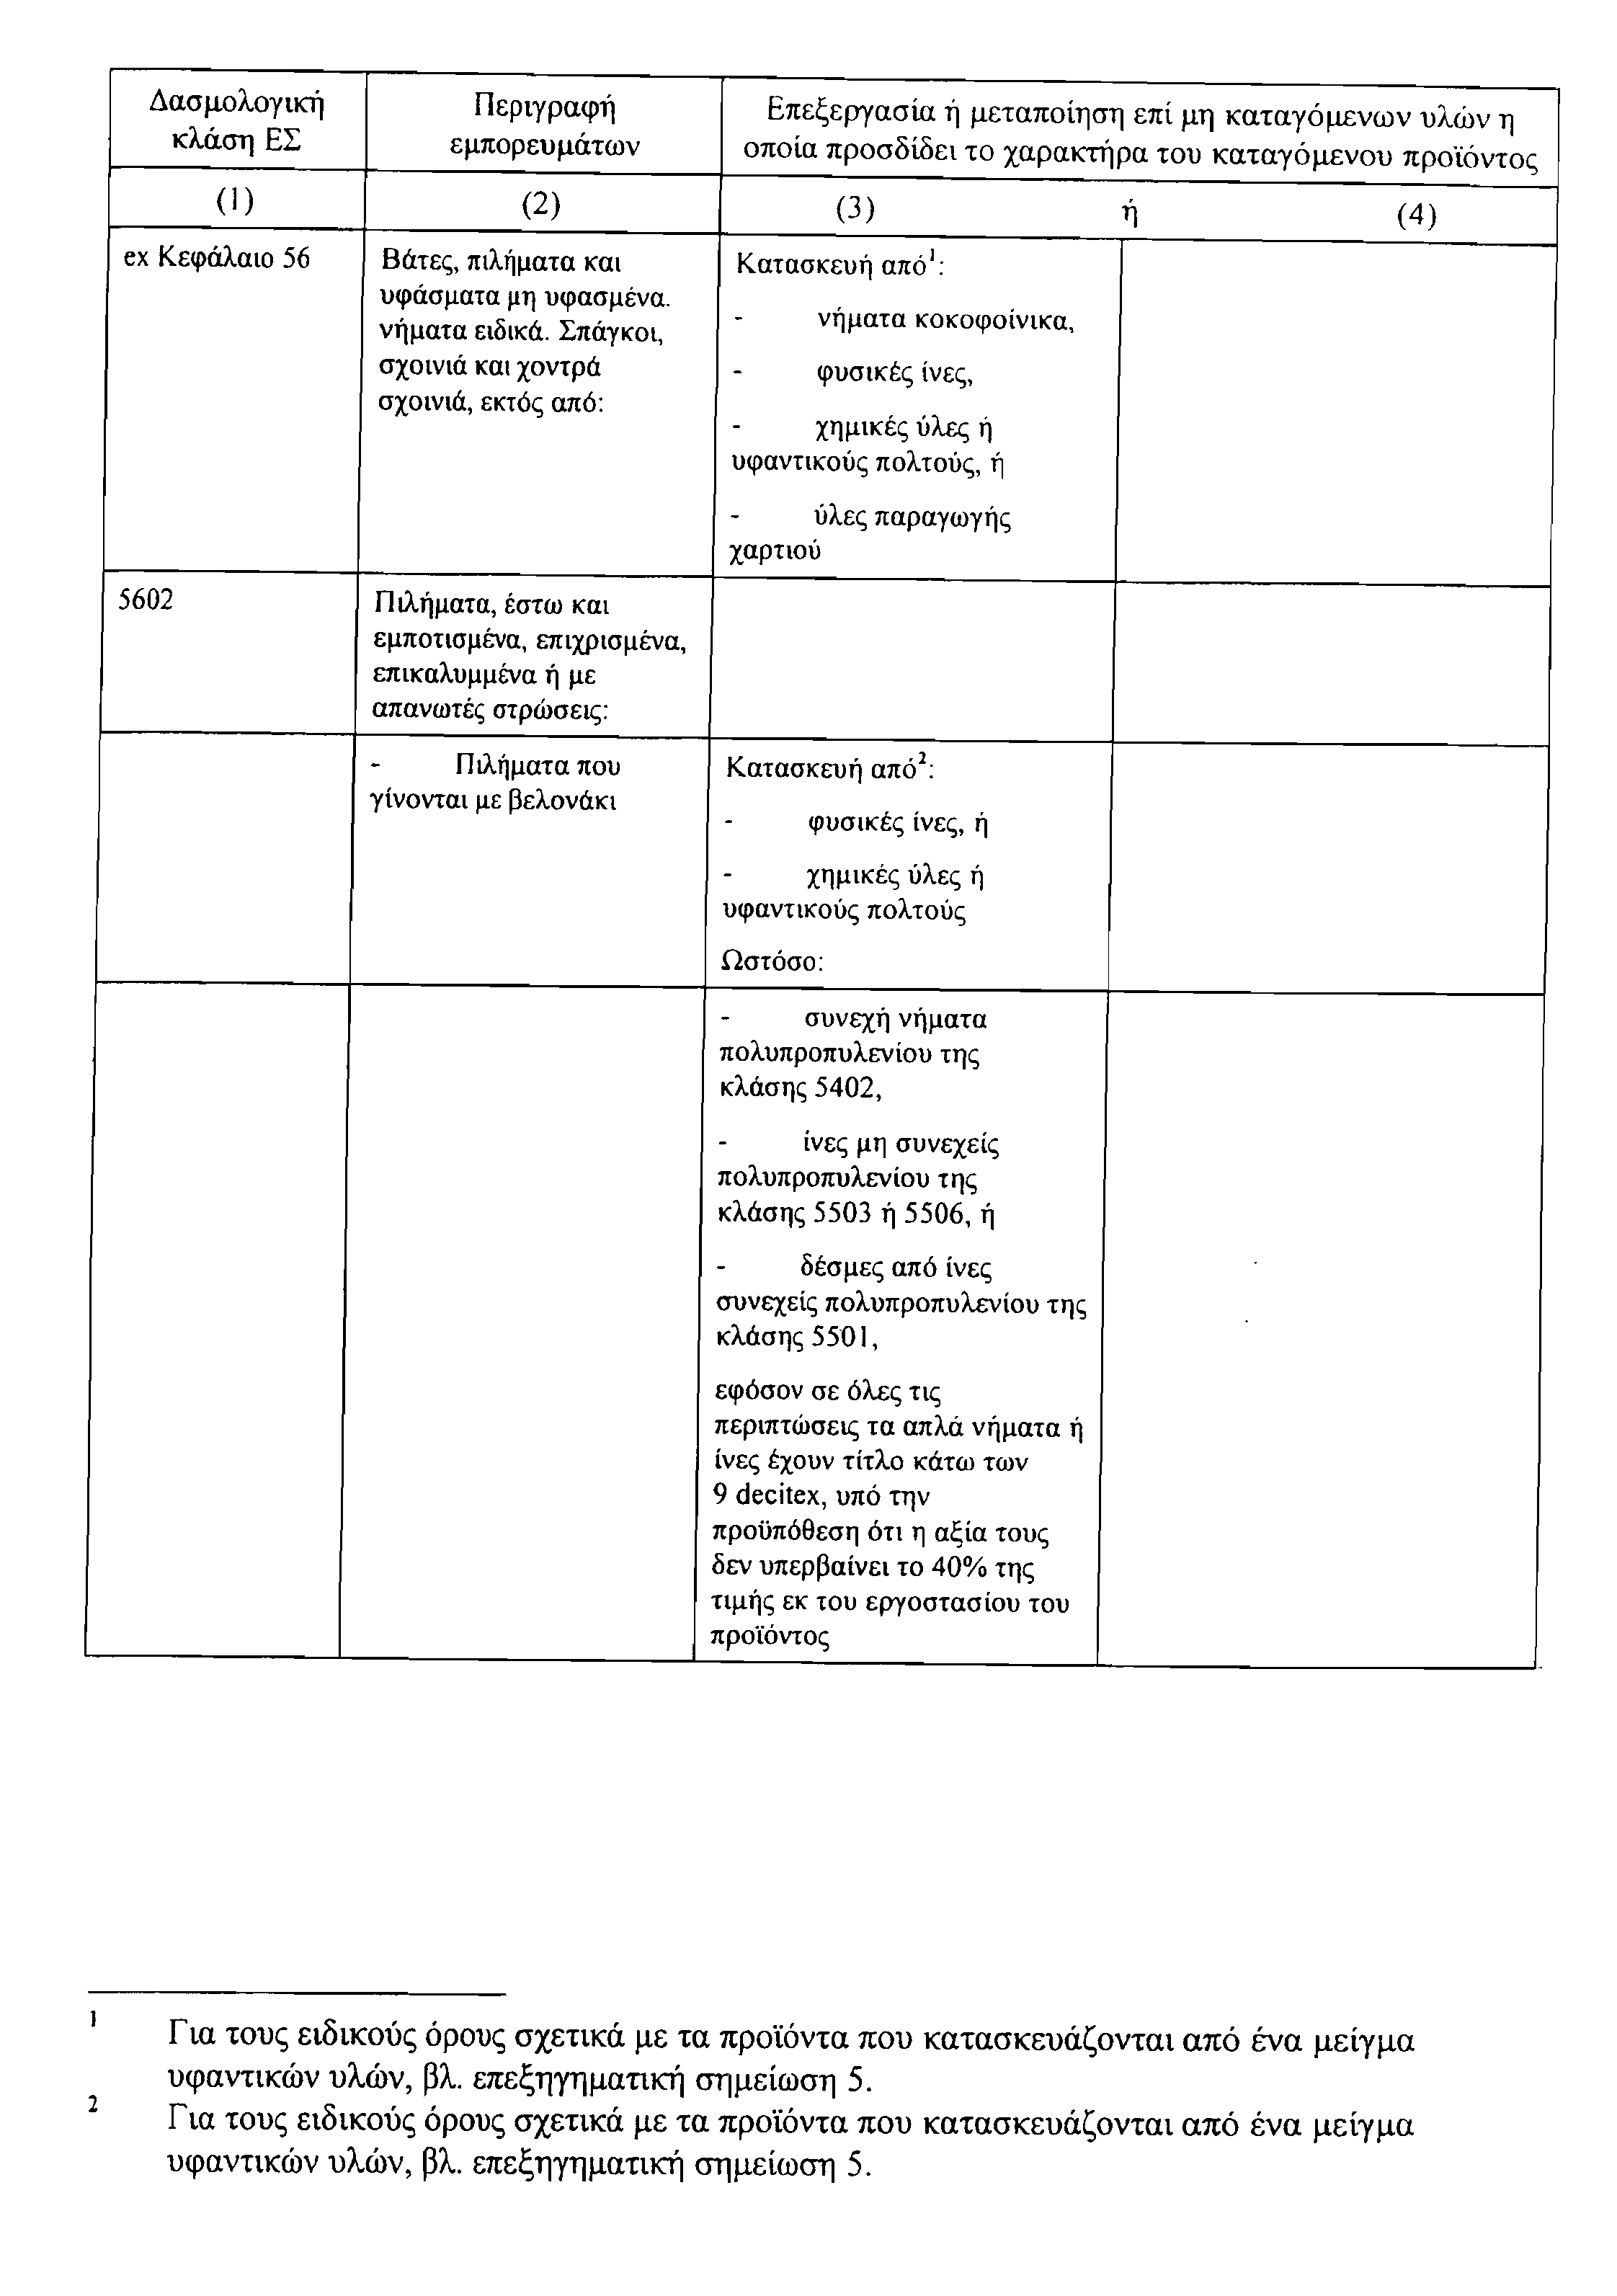 Δασμολογική
κλάση ΕΣ
Περιγραφή
εμπορευμάτων
Επεξεργασία ή μεταποίηση επί μη καταγόμενων υλών η
οποία προσδίδει το χαρακτήρα του καταγόμενου προϊόντος
(1)
(2)
(3) ή (4)
ex Κεφάλαιο 56
Βάτες, πιλήματα και
υφάσματα μη υφασμένα.
νήματα ειδικά. Σπάγκοι,
σχοινιά και χοντρά
σχοινιά, εκτός από:
Κατασκευή από¹:
- νήματα κοκοφοίνικα,
- φυσικές ίνες,
- χημικές ύλες ή
υφαντικούς πολτούς, ή
- ύλες παραγωγής
χαρτιού
5602
Πιλήματα, έστω και
εμποτισμένα, επιχρισμένα,
επικαλυμμένα ή με
απανωτές στρώσεις:
- Πιλήματα που
γίνονται με βελονάκι
Κατασκευή από²:
- φυσικές ίνες, ή
- χημικές ύλες ή
υφαντικούς πολτούς
Ωστόσο:
- συνεχή νήματα
πολυπροπυλενίου της
κλάσης 5402,
- ίνες μη συνεχείς
πολυπροπυλενίου της
κλάσης 5503 ή 5506, ή
- δέσμες από ίνες
συνεχείς πολυπροπυλενίου της
κλάσης 5501,
εφόσον σε όλες τις
περιπτώσεις τα απλά νήματα ή
ίνες έχουν τίτλο κάτω των
9 decitex, υπό την
προϋπόθεση ότι η αξία τους
δεν υπερβαίνει το 40% της
τιμής εκ του εργοστασίου του
προϊόντος
1 Για τους ειδικούς όρους σχετικά με τα προϊόντα που κατασκευάζονται από ένα μείγμα
υφαντικών υλών, βλ. επεξηγηματική σημείωση 5.
2 Για τους ειδικούς όρους σχετικά με τα προϊόντα που κατασκευάζονται από ένα μείγμα
υφαντικών υλών, βλ. επεξηγηματική σημείωση 5.